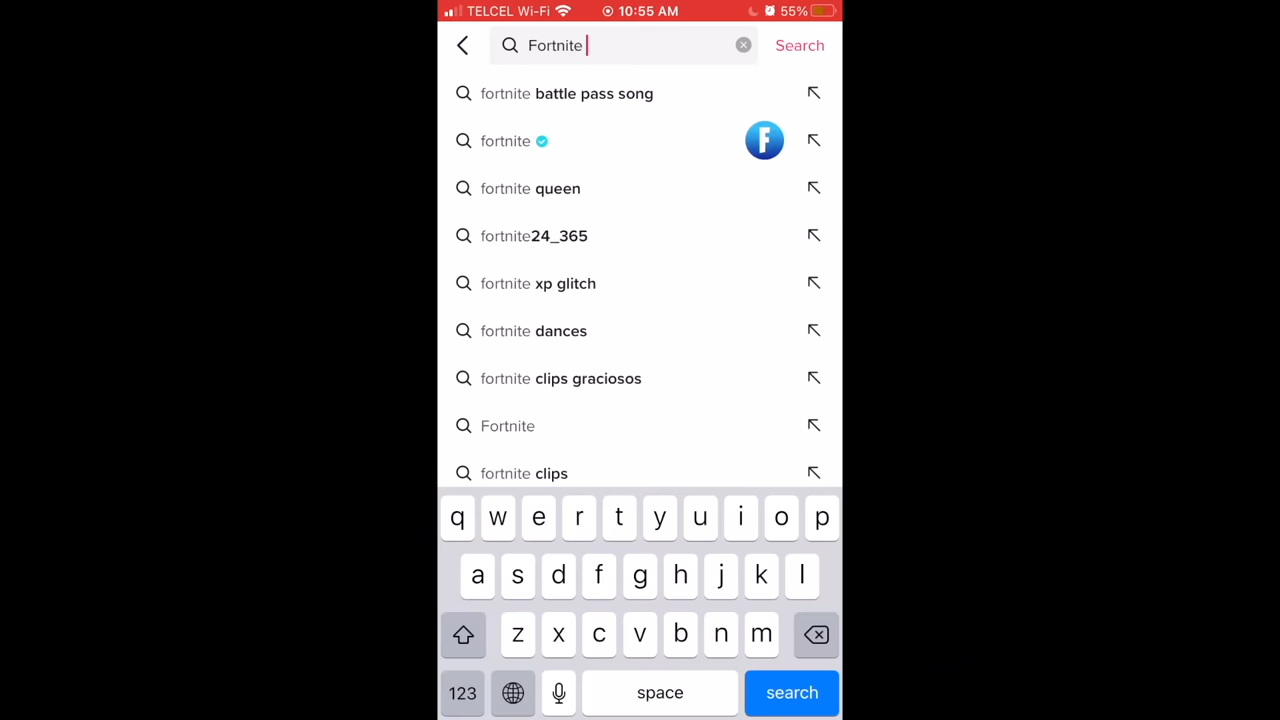 TELCEL Wi-Fi 10:55 AM 55%
Fortnite Search
fortnite battle pass song
fortnite F
fortnite queen
fortnite24_365
fortnite xp glitch
fortnite dances
fortnite clips graciosos
Fortnite
fortnite clips
q w e r t y u i o p
a s d f g h j k l
z x c v b n m
123 space search